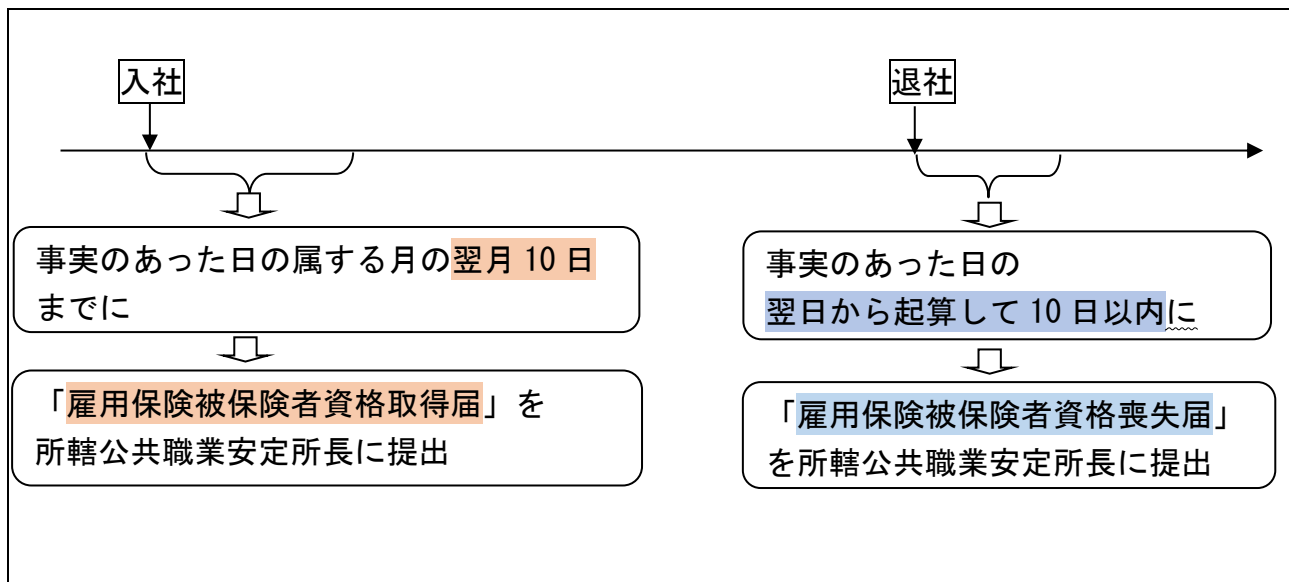 入社
退社
事実のあった日の属する月の翌月 10 日
までに
事実のあった日の
翌日から起算して 10 日以内に
「雇用保険被保険者資格取得届」を
所轄公共職業安定所長に提出
「雇用保険被保険者資格喪失届」
を所轄公共職業安定所長に提出